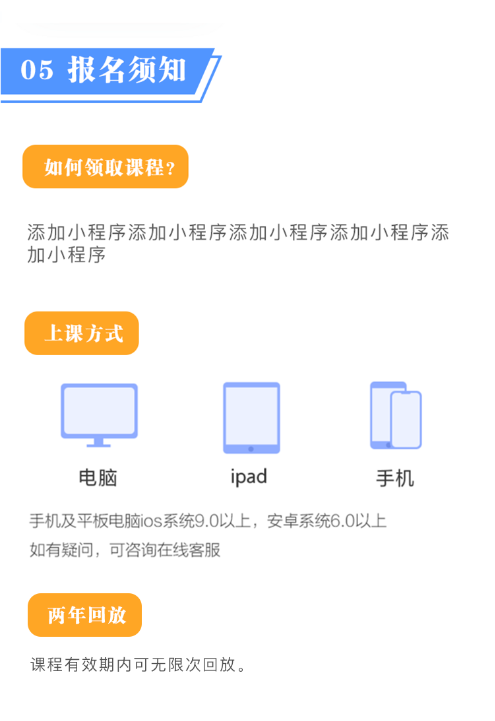 05 报名须知
如何领取课程?
添加小程序添加小程序添加小程序添加小程序添
加小程序
上课方式
电脑
ipad
手机
手机及平板电脑ios系统9.0以上，安卓系统6.0以上
如有疑问，可咨询在线客服
两年回放
课程有效期内可无限次回放。